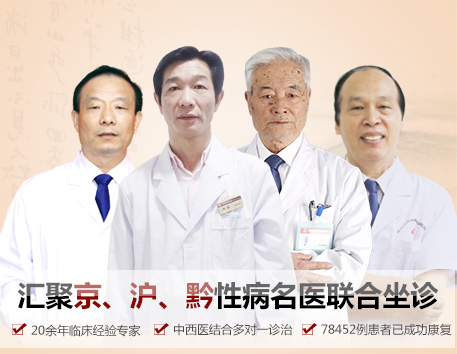 汇聚京、沪、黔性病名医联合坐诊
20余年临床经验专家 中西医结合多对一诊治 78452例患者已成功康复